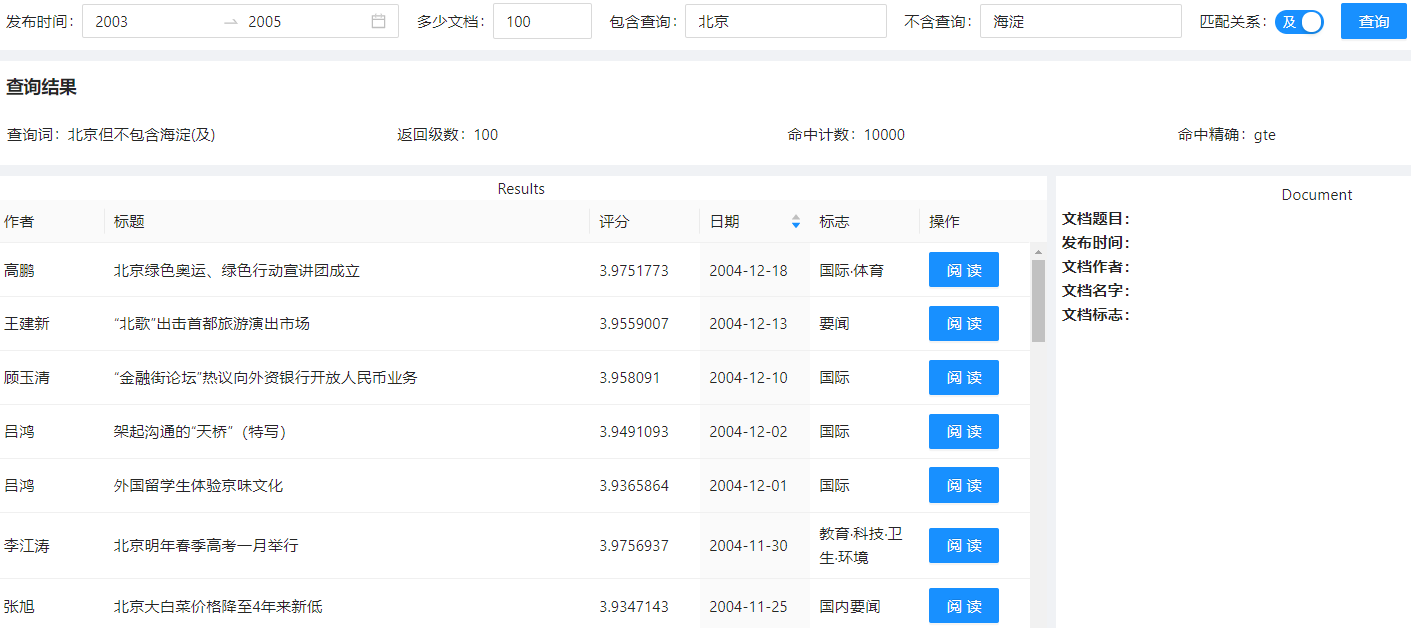 发布时间： 2003 → 2005 多少文档： 100 包含查询： 北京 不含查询： 海淀 匹配关系： 及 查询
查询结果
查询词：北京但不包含海淀(及) 返回级数：100 命中计数：10000 命中精确：gte
Results
作者 标题 评分 日期 标志 操作
高鹏 北京绿色奥运、绿色行动宣讲团成立 3.9751773 2004-12-18 国际·体育 阅 读
王建新 “北歌”出击首都旅游演出市场 3.9559007 2004-12-13 要闻 阅 读
顾玉清 “金融街论坛”热议向外资银行开放人民币业务 3.958091 2004-12-10 国际 阅 读
吕鸿 架起沟通的“天桥”（特写） 3.9491093 2004-12-02 国际 阅 读
吕鸿 外国留学生体验京味文化 3.9365864 2004-12-01 国际 阅 读
李江涛 北京明年春季高考一月举行 3.9756937 2004-11-30 教育·科技·卫
生·环境 阅 读
张旭 北京大白菜价格降至4年来新低 3.9347143 2004-11-25 国内要闻 阅 读
Document
文档题目：
发布时间：
文档作者：
文档名字：
文档标志：